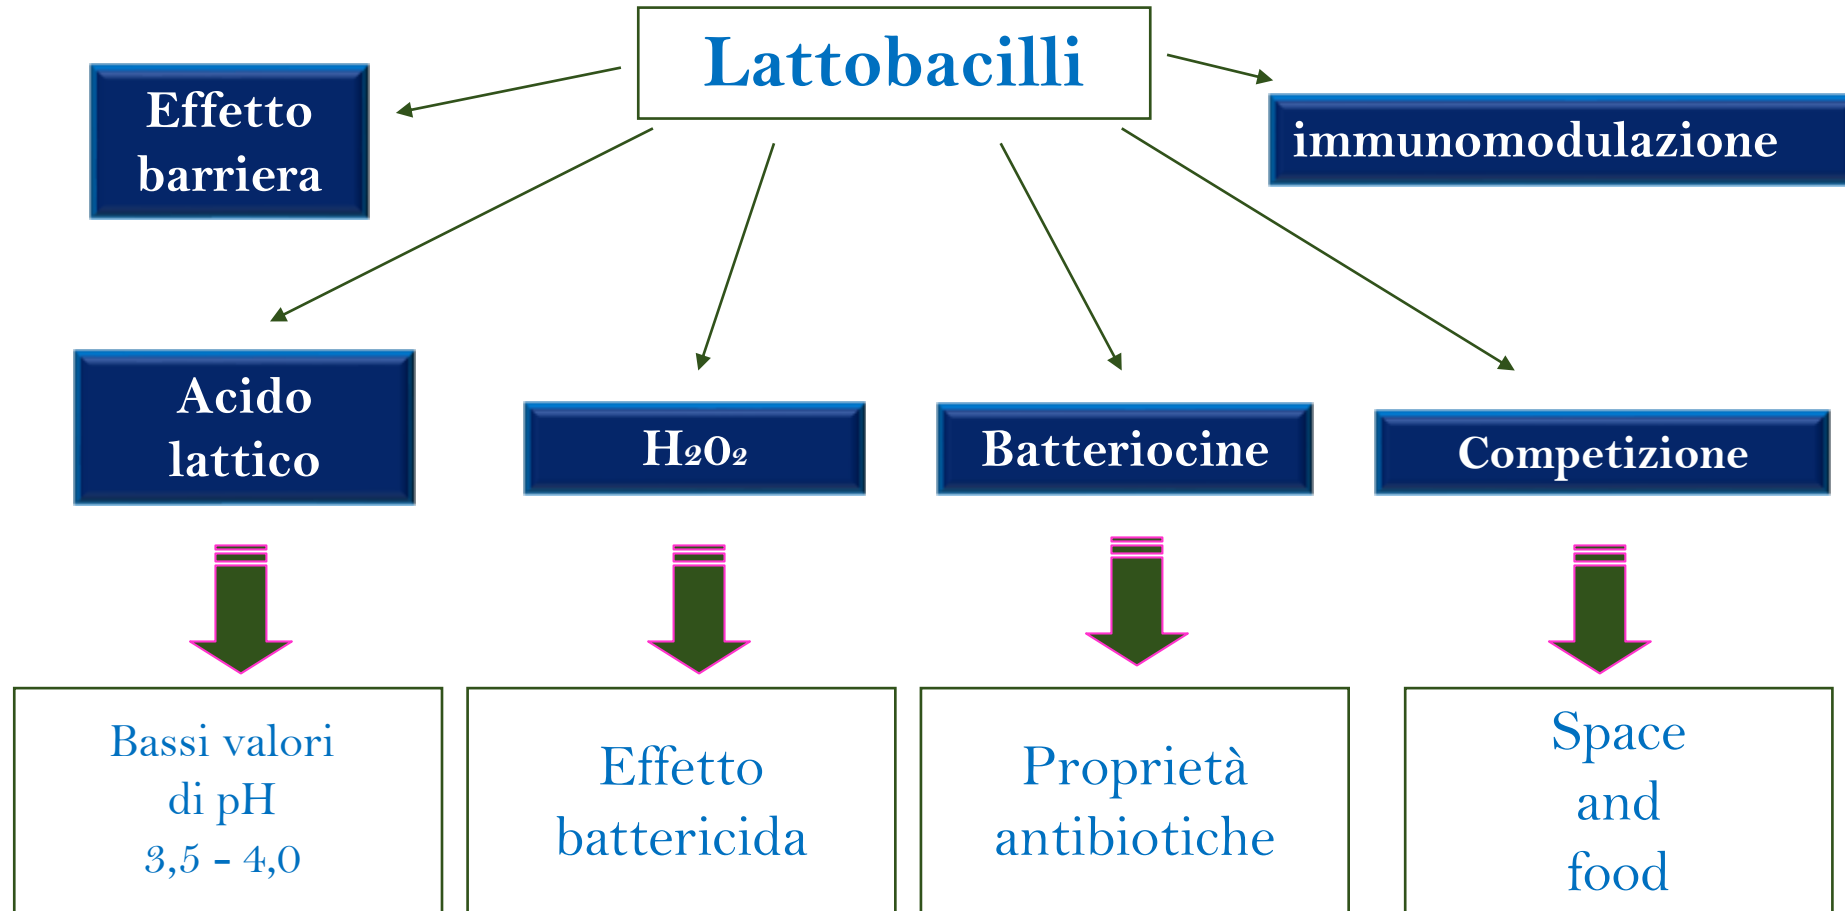 Lattobacilli
Effetto
barriera
immunomodulazione
Acido
lattico
H₂0₂
Batteriocine
Competizione
Bassi valori
di pH
3,5 - 4,0
Effetto
battericida
Proprietà
antibiotiche
Space
and
food